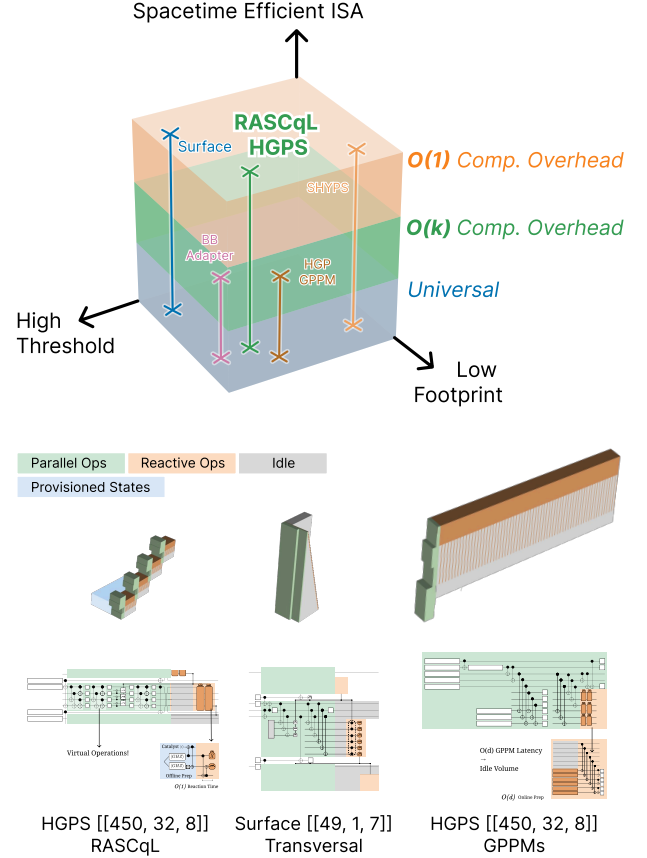 Spacetime Efficient ISA
RASCqL
HGPS
Surface
SHYPS
BB
Adapter
HGP
GPPM
O(1) Comp. Overhead
O(k) Comp. Overhead
Universal
High
Threshold
Low
Footprint
Parallel Ops
Reactive Ops
Idle
Provisioned States
Virtual Operations!
Catalyst
Offline Prep
O(1) Reaction Time
O(d) GPPM Latency
→
Idle Volume
O(d) Online Prep
HGPS [[450, 32, 8]]
RASCqL
Surface [[49, 1, 7]]
Transversal
HGPS [[450, 32, 8]]
GPPMs